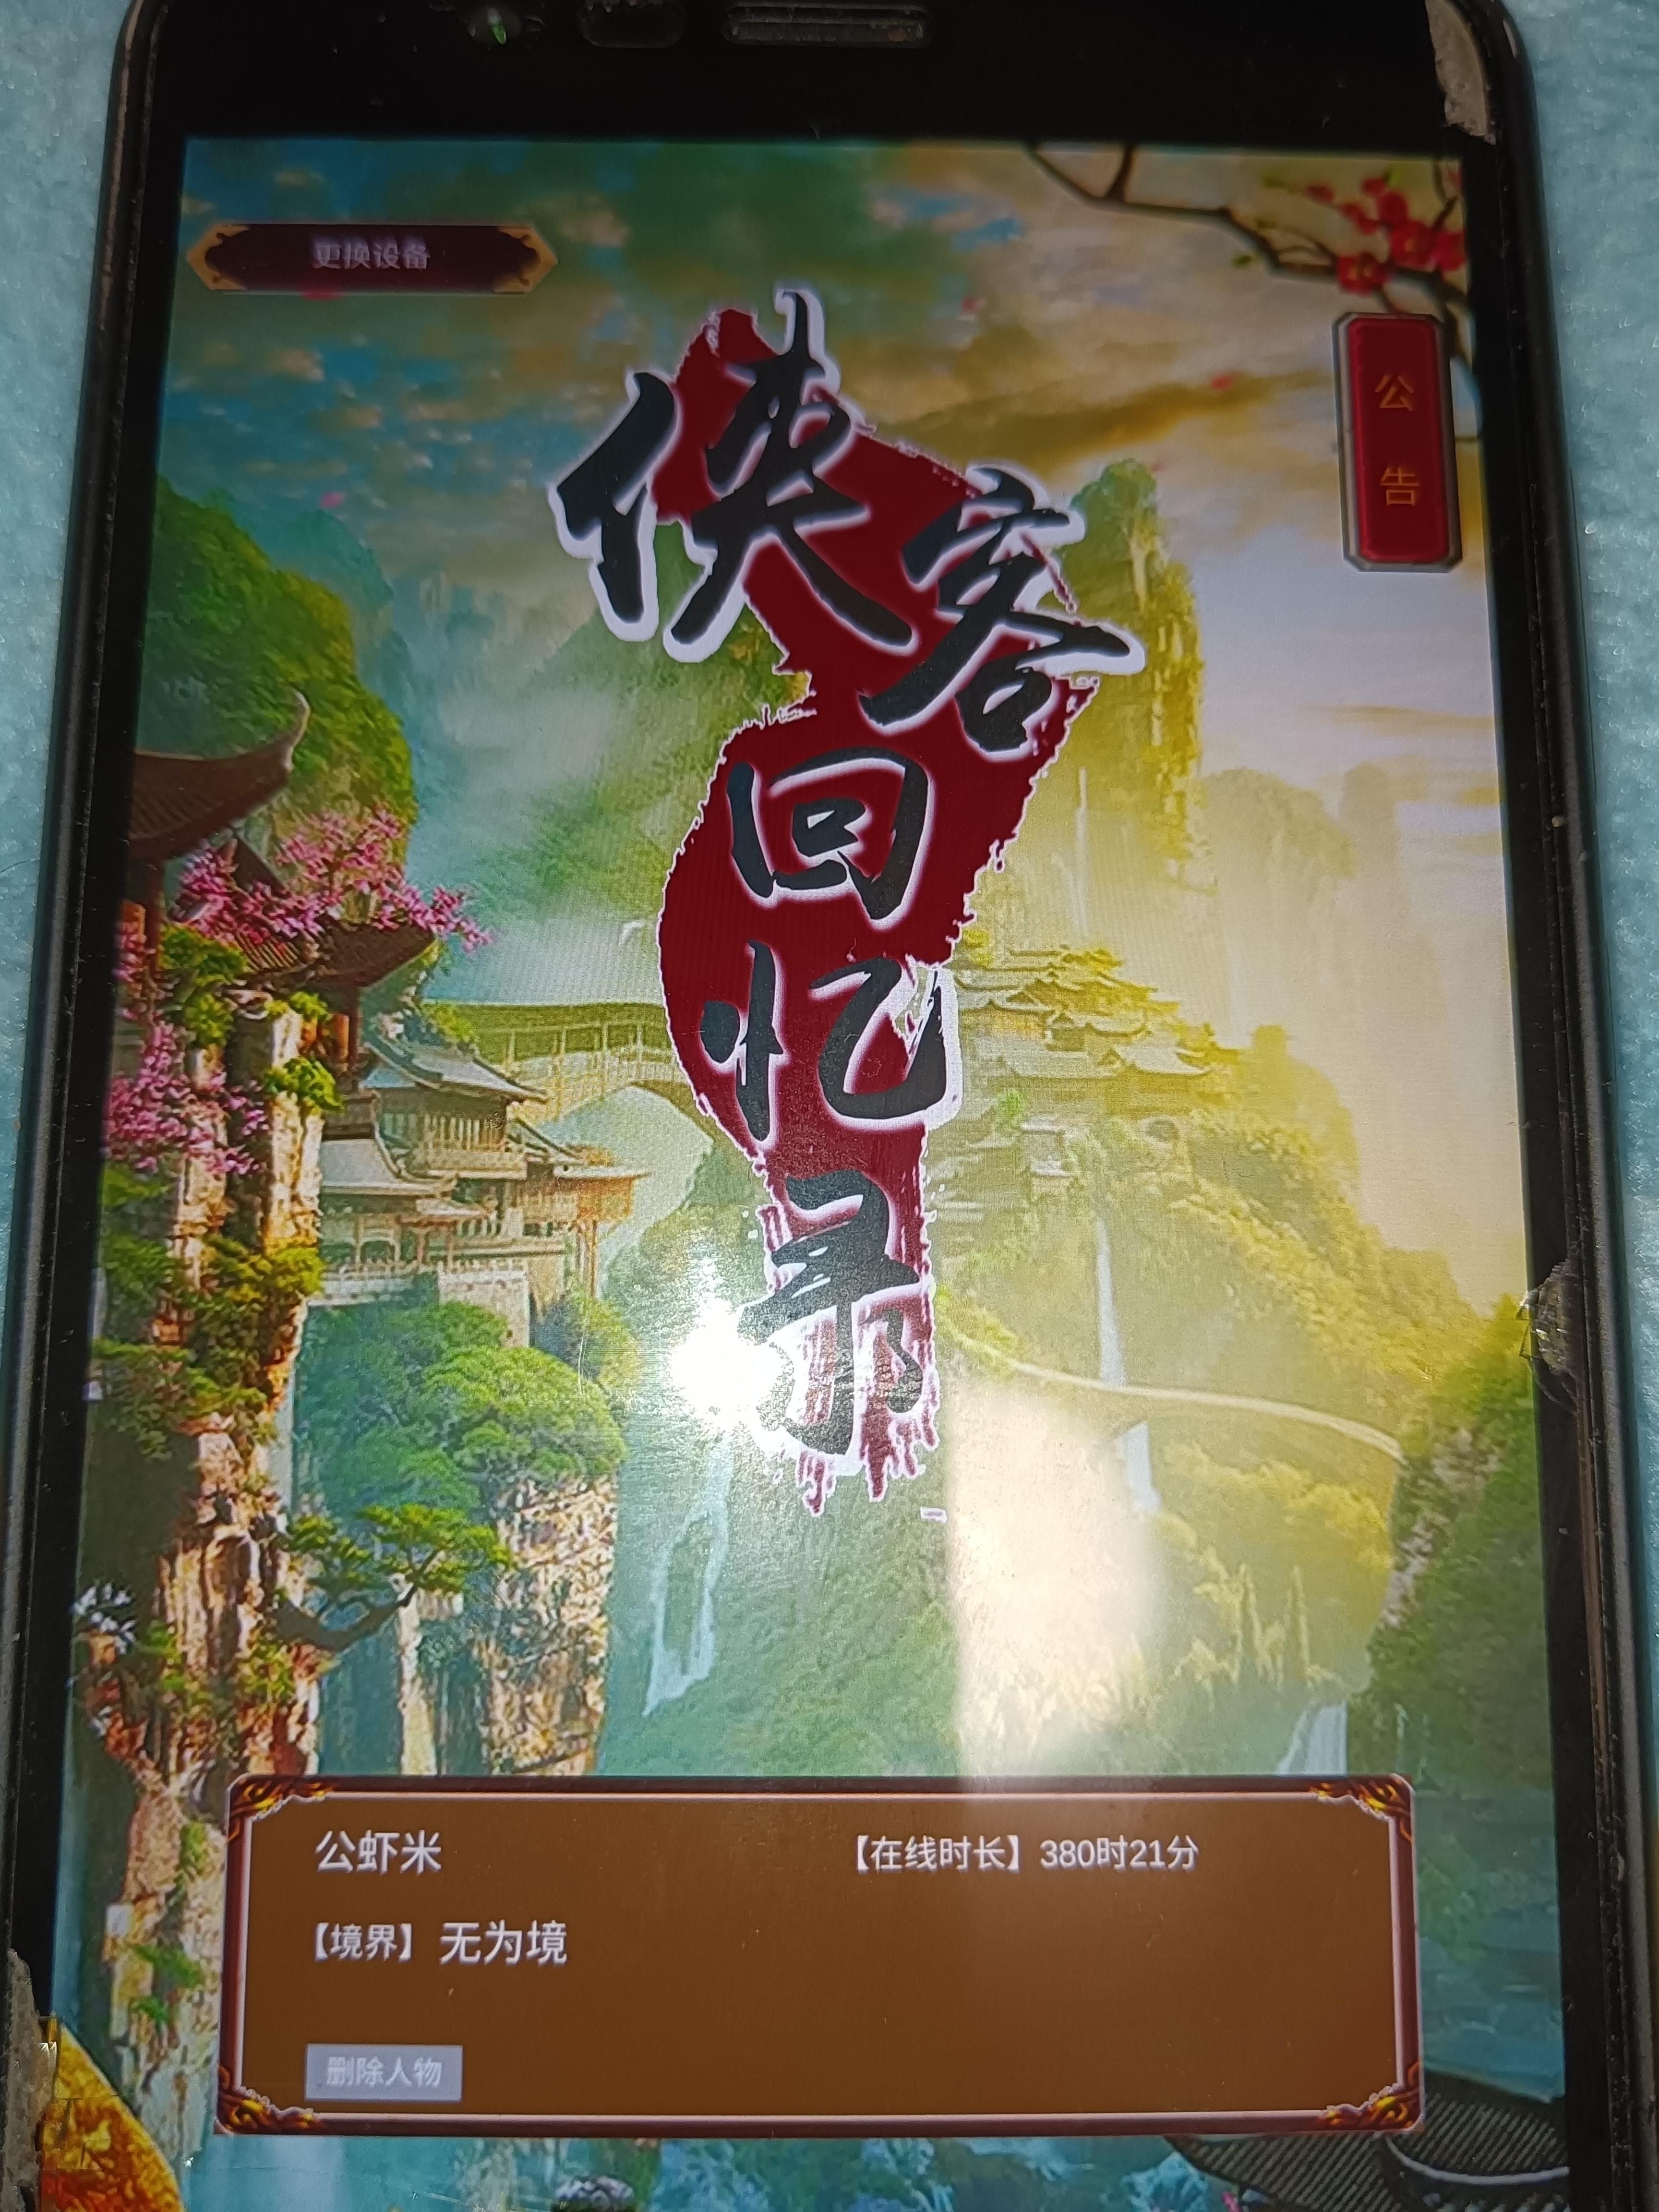 更换设备
公告
侠客回忆录
公虾米
【在线时长】380时21分
【境界】无为境
删除人物